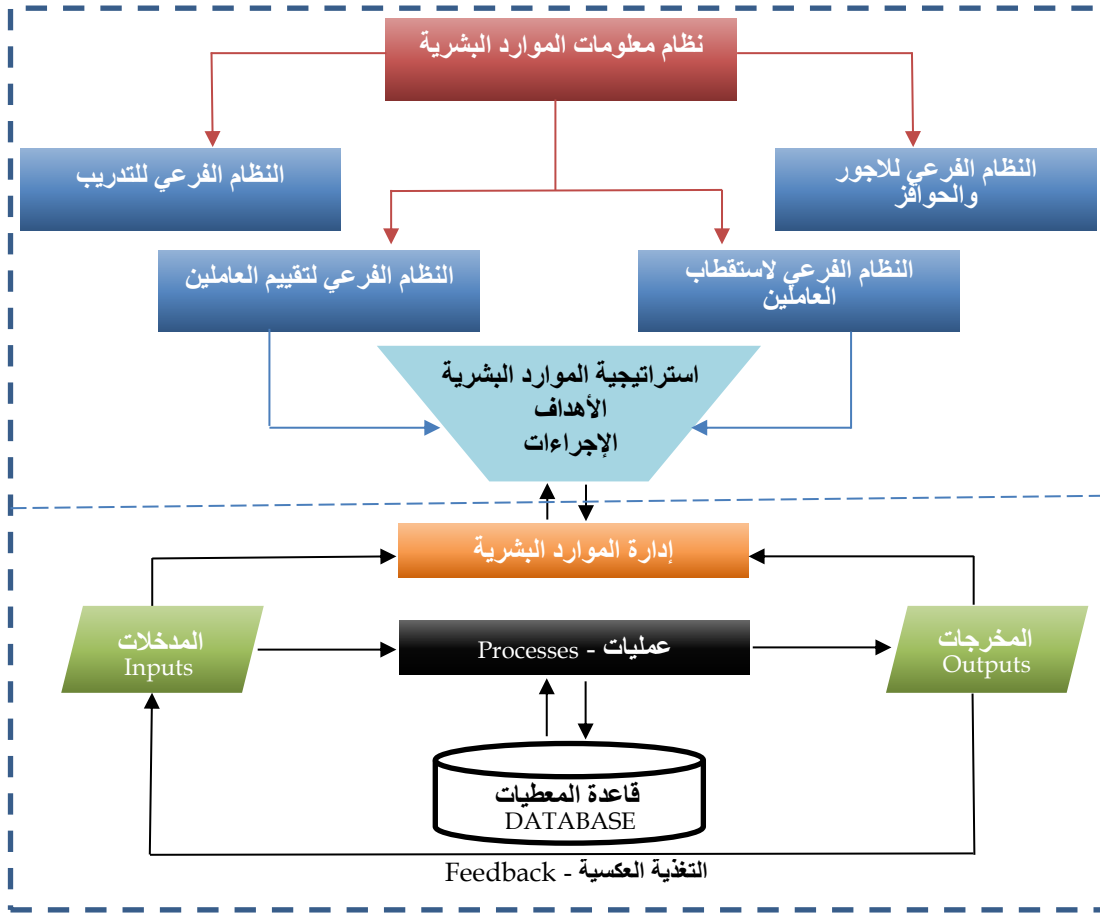 نظام معلومات الموارد البشرية
النظام الفرعي للاجور
والحوافز
النظام الفرعي للتدريب
النظام الفرعي لاستقطاب
العاملين
النظام الفرعي لتقييم العاملين
استراتيجية الموارد البشرية
الأهداف
الإجراءات
إدارة الموارد البشرية
المخرجات
Outputs
عمليات - Processes
المدخلات
Inputs
قاعدة المعطيات
DATABASE
التغذية العكسية - Feedback